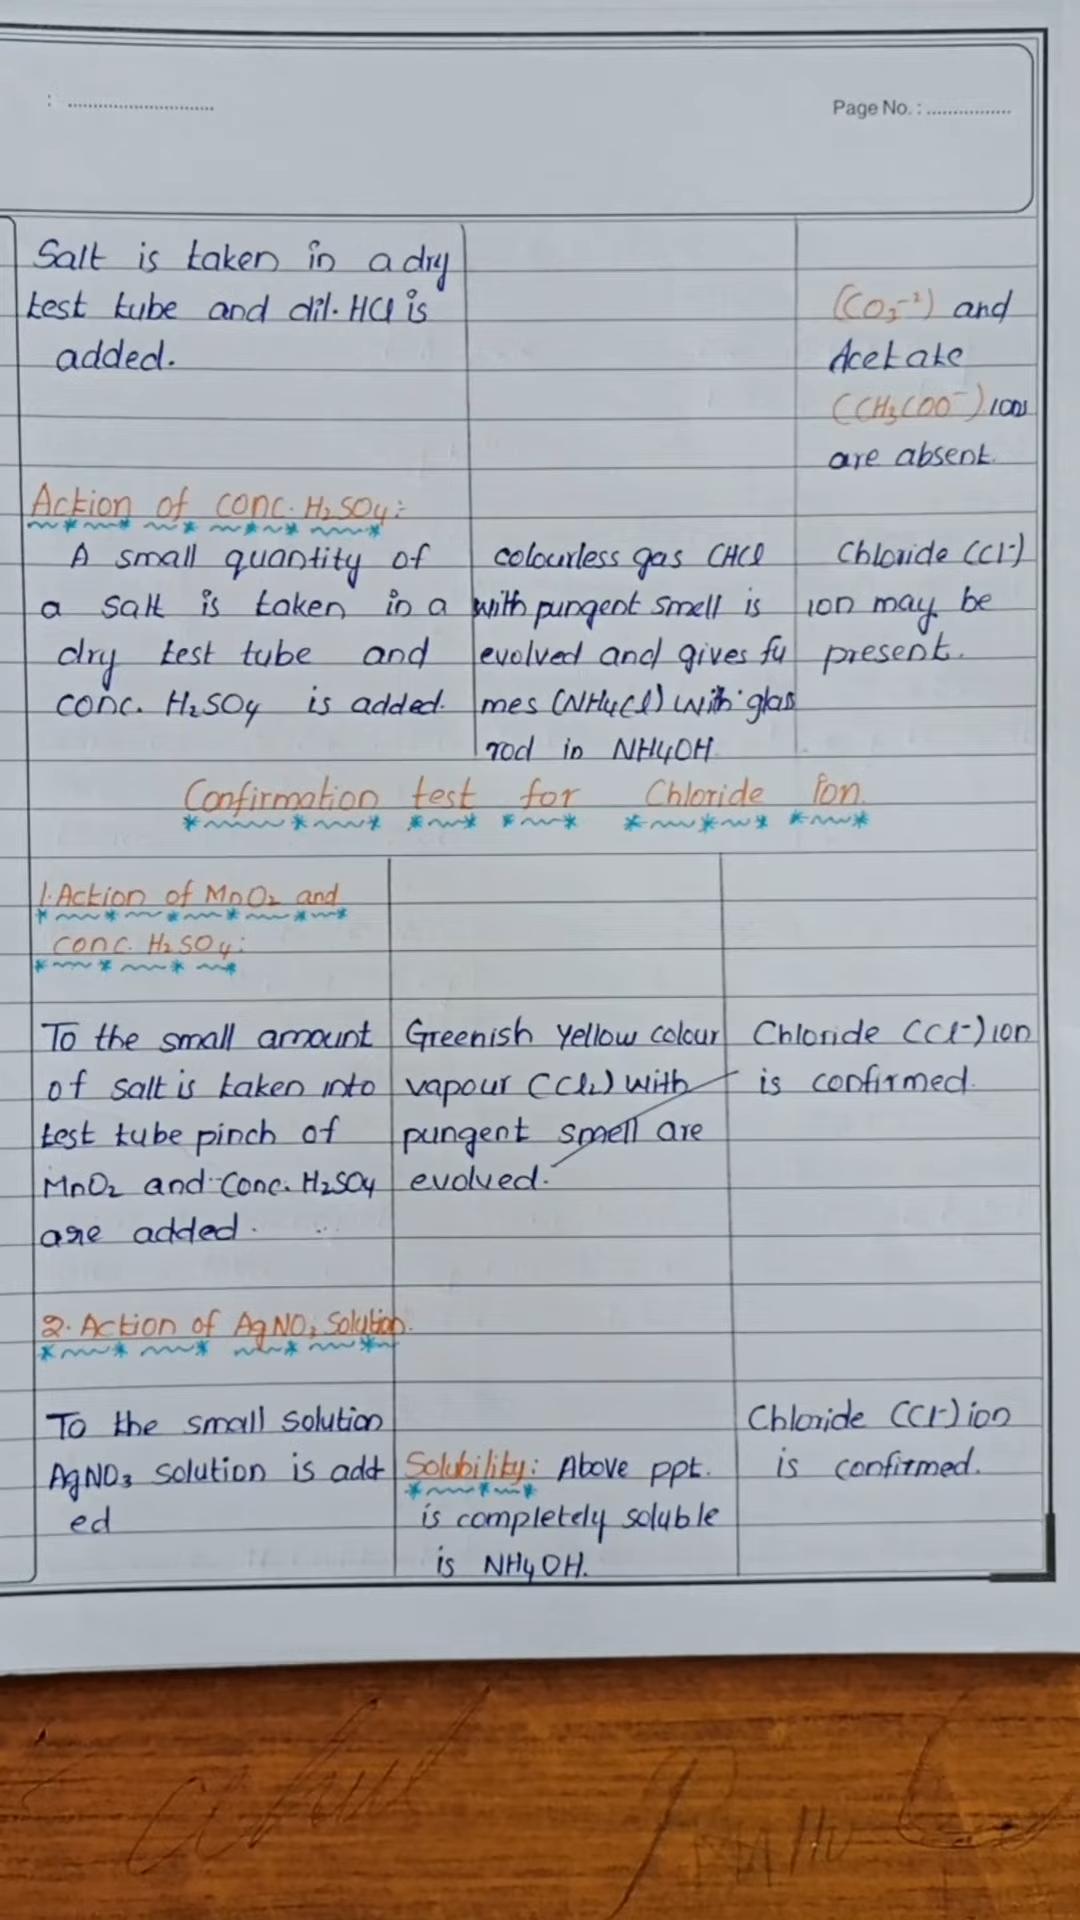 : ............................
Page No. : ................
Salt is taken in a dry
test tube and dil. HCl is
added.
(CO3-2) and
Acetate
(CH3COO-) ions
are absent.
Action of conc. H2SO4:
A small quantity of
a salt is taken in a
dry test tube and
conc. H2SO4 is added.
colourless gas CHCl
with pungent smell is
evolved and gives fu
mes (NH4Cl) with glas
rod in NH4OH.
Chloride (Cl-)
ion may be
present.
Confirmation test for Chloride ion.
1. Action of MnO2 and
conc. H2SO4:
To the small amount
of salt is taken into
test tube pinch of
MnO2 and Conc. H2SO4
are added.
Greenish Yellow colour
vapour (Cl2) with
pungent smell are
evolved.
Chloride (Cl-) ion
is confirmed.
2. Action of AgNO3 Solution.
To the small solution
AgNO3 solution is add
ed
Solubility: Above ppt.
is completely soluble
is NH4OH.
Chloride (Cl-) ion
is confirmed.